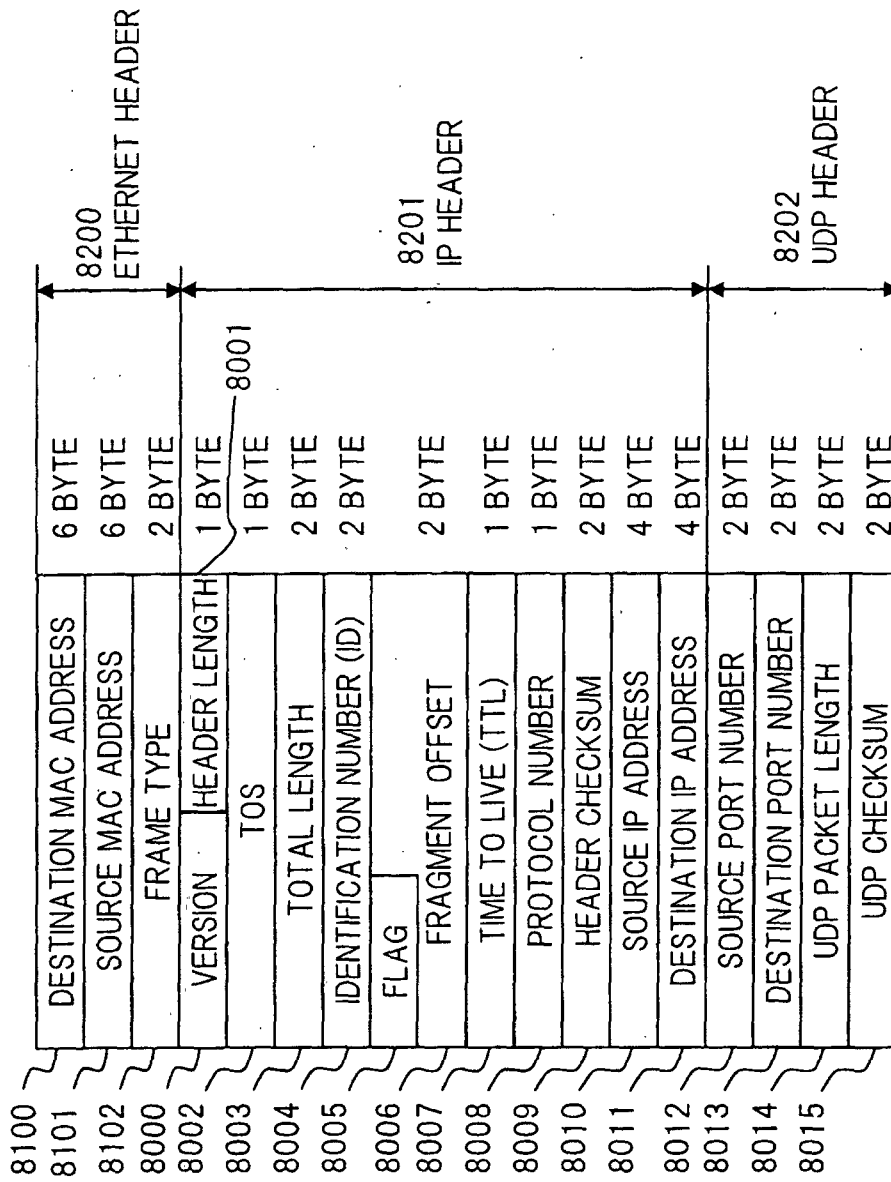 8100 DESTINATION MAC ADDRESS 6 BYTE
8101 SOURCE MAC ADDRESS 6 BYTE
8102 FRAME TYPE 2 BYTE
8200
ETHERNET HEADER
8000 VERSION HEADER LENGTH 1 BYTE
8001
8002 TOS 1 BYTE
8003 TOTAL LENGTH 2 BYTE
8004 IDENTIFICATION NUMBER (ID) 2 BYTE
8005 FLAG
8006 FRAGMENT OFFSET 2 BYTE
8007 TIME TO LIVE (TTL) 1 BYTE
8008 PROTOCOL NUMBER 1 BYTE
8009 HEADER CHECKSUM 2 BYTE
8010 SOURCE IP ADDRESS 4 BYTE
8011 DESTINATION IP ADDRESS 4 BYTE
8201
IP HEADER
8012 SOURCE PORT NUMBER 2 BYTE
8013 DESTINATION PORT NUMBER 2 BYTE
8014 UDP PACKET LENGTH 2 BYTE
8015 UDP CHECKSUM 2 BYTE
8202
UDP HEADER